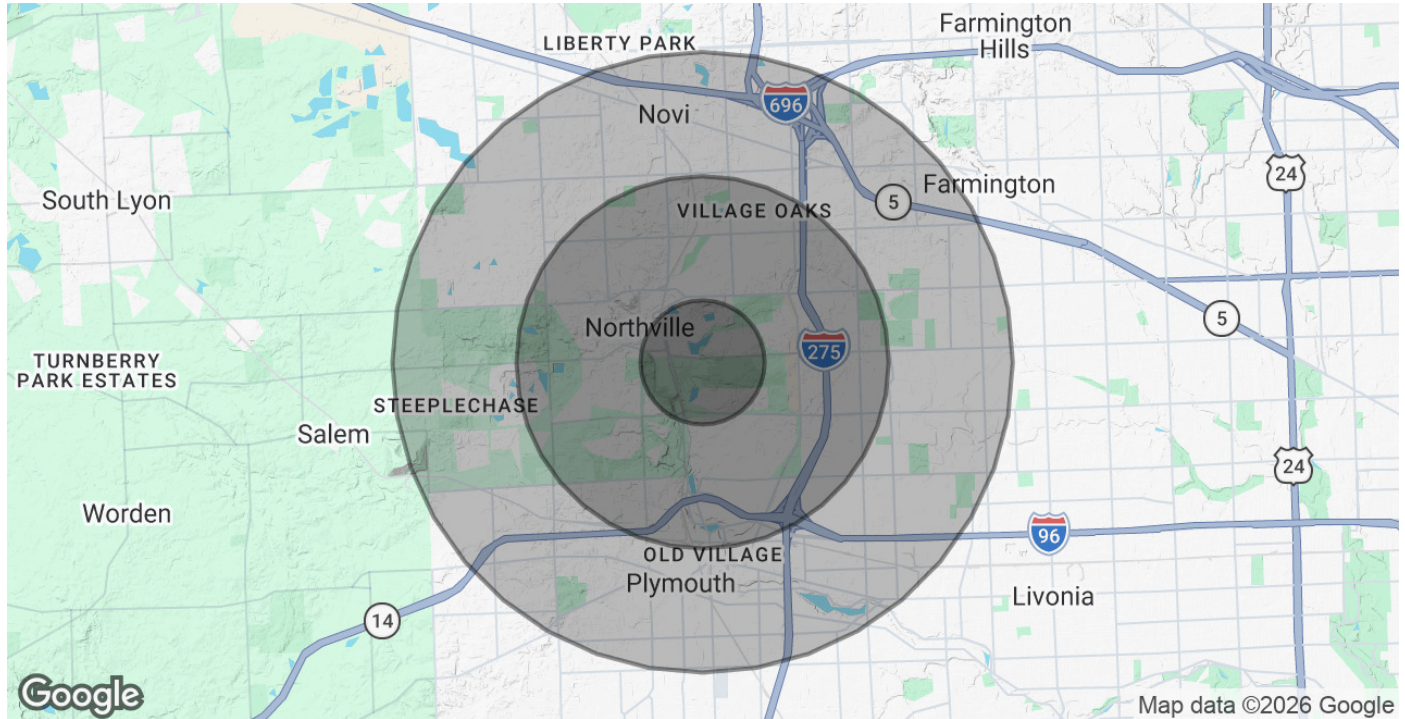 LIBERTY PARK
Farmington
Hills
696
Novi
24
South Lyon
Farmington
5
VILLAGE OAKS
Northville
5
275
TURNBERRY
PARK ESTATES
STEEPLECHASE
Salem
24
Worden
96
OLD VILLAGE
Plymouth
Livonia
14
Google
Map data ©2026 Google